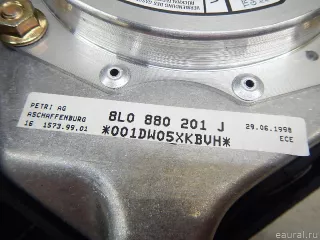 PETRI AG
ASCHAFFENBURG
16 1573.99.01
8L0 880 201 J
*001DW05XKBVH*
29.06.1998
ECE
eaural.ru